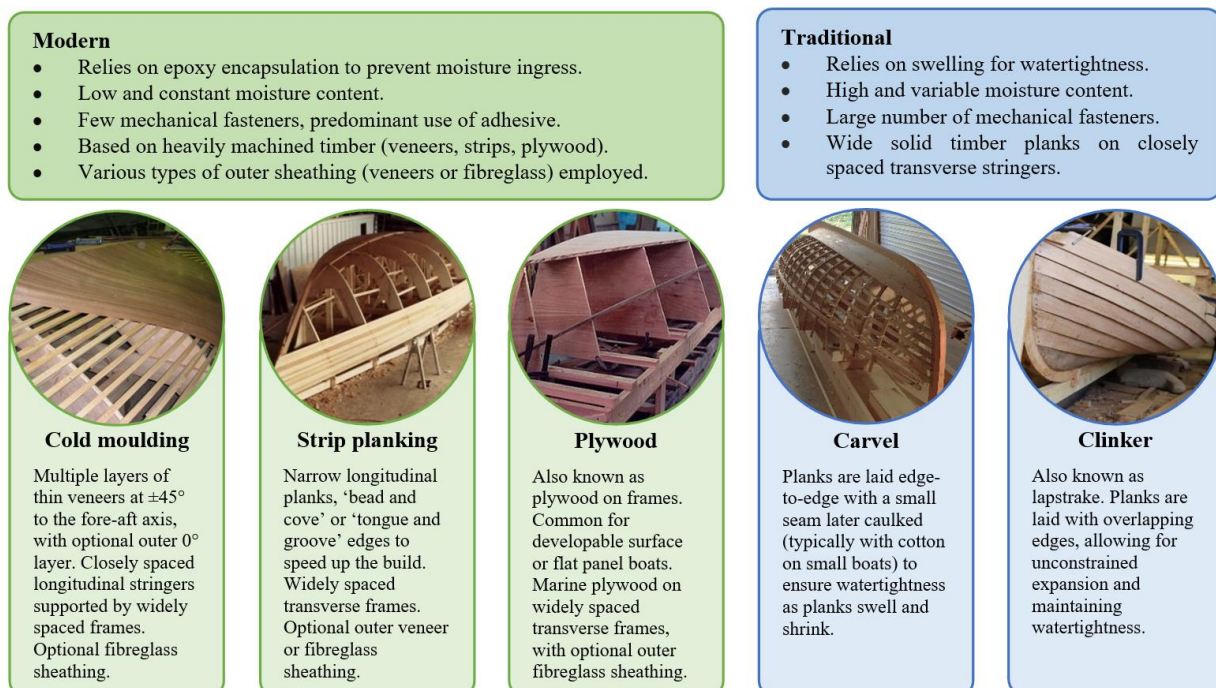 Modern
• Relies on epoxy encapsulation to prevent moisture ingress.
• Low and constant moisture content.
• Few mechanical fasteners, predominant use of adhesive.
• Based on heavily machined timber (veneers, strips, plywood).
• Various types of outer sheathing (veneers or fibreglass) employed.
Traditional
• Relies on swelling for watertightness.
• High and variable moisture content.
• Large number of mechanical fasteners.
• Wide solid timber planks on closely
spaced transverse stringers.
Cold moulding
Multiple layers of
thin veneers at ±45°
to the fore-aft axis,
with optional outer 0°
layer. Closely spaced
longitudinal stringers
supported by widely
spaced frames.
Optional fibreglass
sheathing.
Strip planking
Narrow longitudinal
planks, ‘bead and
cove’ or ‘tongue and
groove’ edges to
speed up the build.
Widely spaced
transverse frames.
Optional outer veneer
or fibreglass
sheathing.
Plywood
Also known as
plywood on frames.
Common for
developable surface
or flat panel boats.
Marine plywood on
widely spaced
transverse frames,
with optional outer
fibreglass sheathing.
Carvel
Planks are laid edge-
to-edge with a small
seam later caulked
(typically with cotton
on small boats) to
ensure watertightness
as planks swell and
shrink.
Clinker
Also known as
lapstrake. Planks are
laid with overlapping
edges, allowing for
unconstrained
expansion and
maintaining
watertightness.